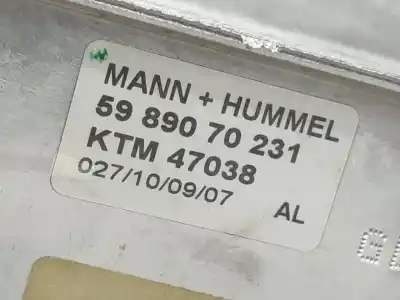 MANN + HUMMEL
59 890 70 231
KTM 47038
027/10/09/07 AL